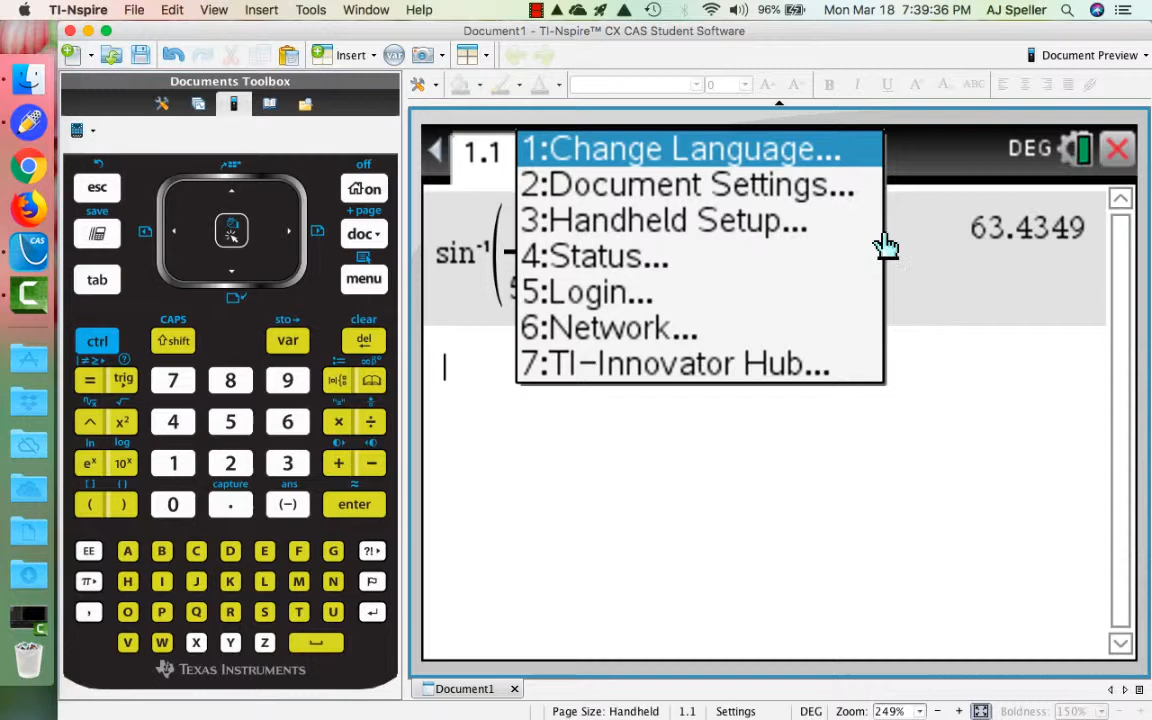 TI-Nspire File Edit View Insert Tools Window Help 96% Mon Mar 18 7:39:36 PM AJ Speller
Document1 - TI-Nspire™ CX CAS Student Software
Insert Document Preview
Documents Toolbox
0 B I U ABC
1.1 DEG
1:Change Language...
2:Document Settings...
3:Handheld Setup...
4:Status...
5:Login...
6:Network...
7:TI-Innovator Hub...
sin⁻¹( 63.4349
off
esc on
save + page
doc
tab menu
CAPS sto→ clear
ctrl shift var del
= trig 7 8 9
^ x² 4 5 6 × ÷
ln log
eˣ 10ˣ 1 2 3 + −
[ ] { } capture ans ≈
( ) 0 . (−) enter
EE A B C D E F G ?!▸
π▸ H I J K L M N
, O P Q R S T U
V W X Y Z
TEXAS INSTRUMENTS
Document1
Page Size: Handheld 1.1 Settings DEG Zoom: 249% - + Boldness: 150%